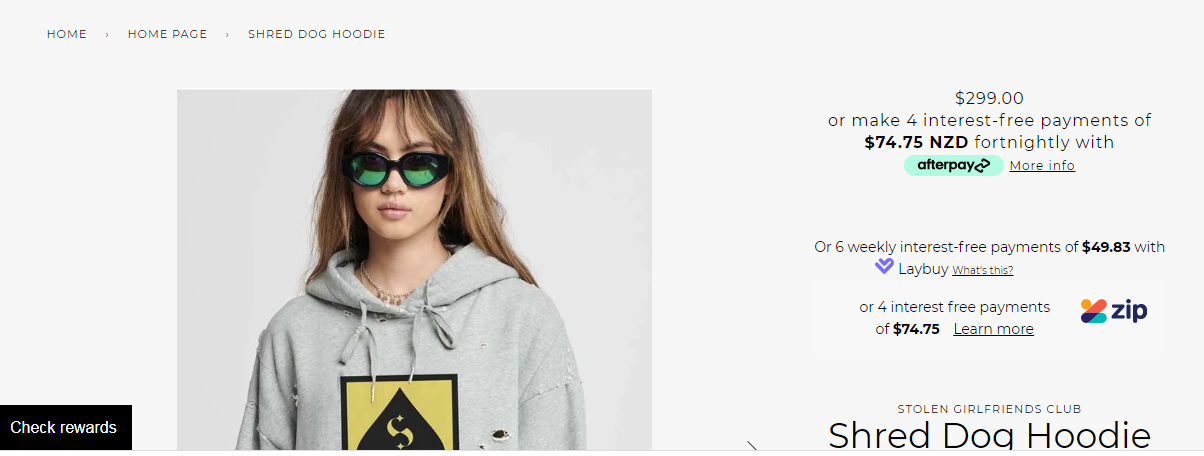 HOME › HOME PAGE › SHRED DOG HOODIE
$299.00
or make 4 interest-free payments of
$74.75 NZD fortnightly with
afterpay More info
Or 6 weekly interest-free payments of $49.83 with
Laybuy What's this?
or 4 interest free payments
of $74.75 Learn more
zip
STOLEN GIRLFRIENDS CLUB
Shred Dog Hoodie
Check rewards
S